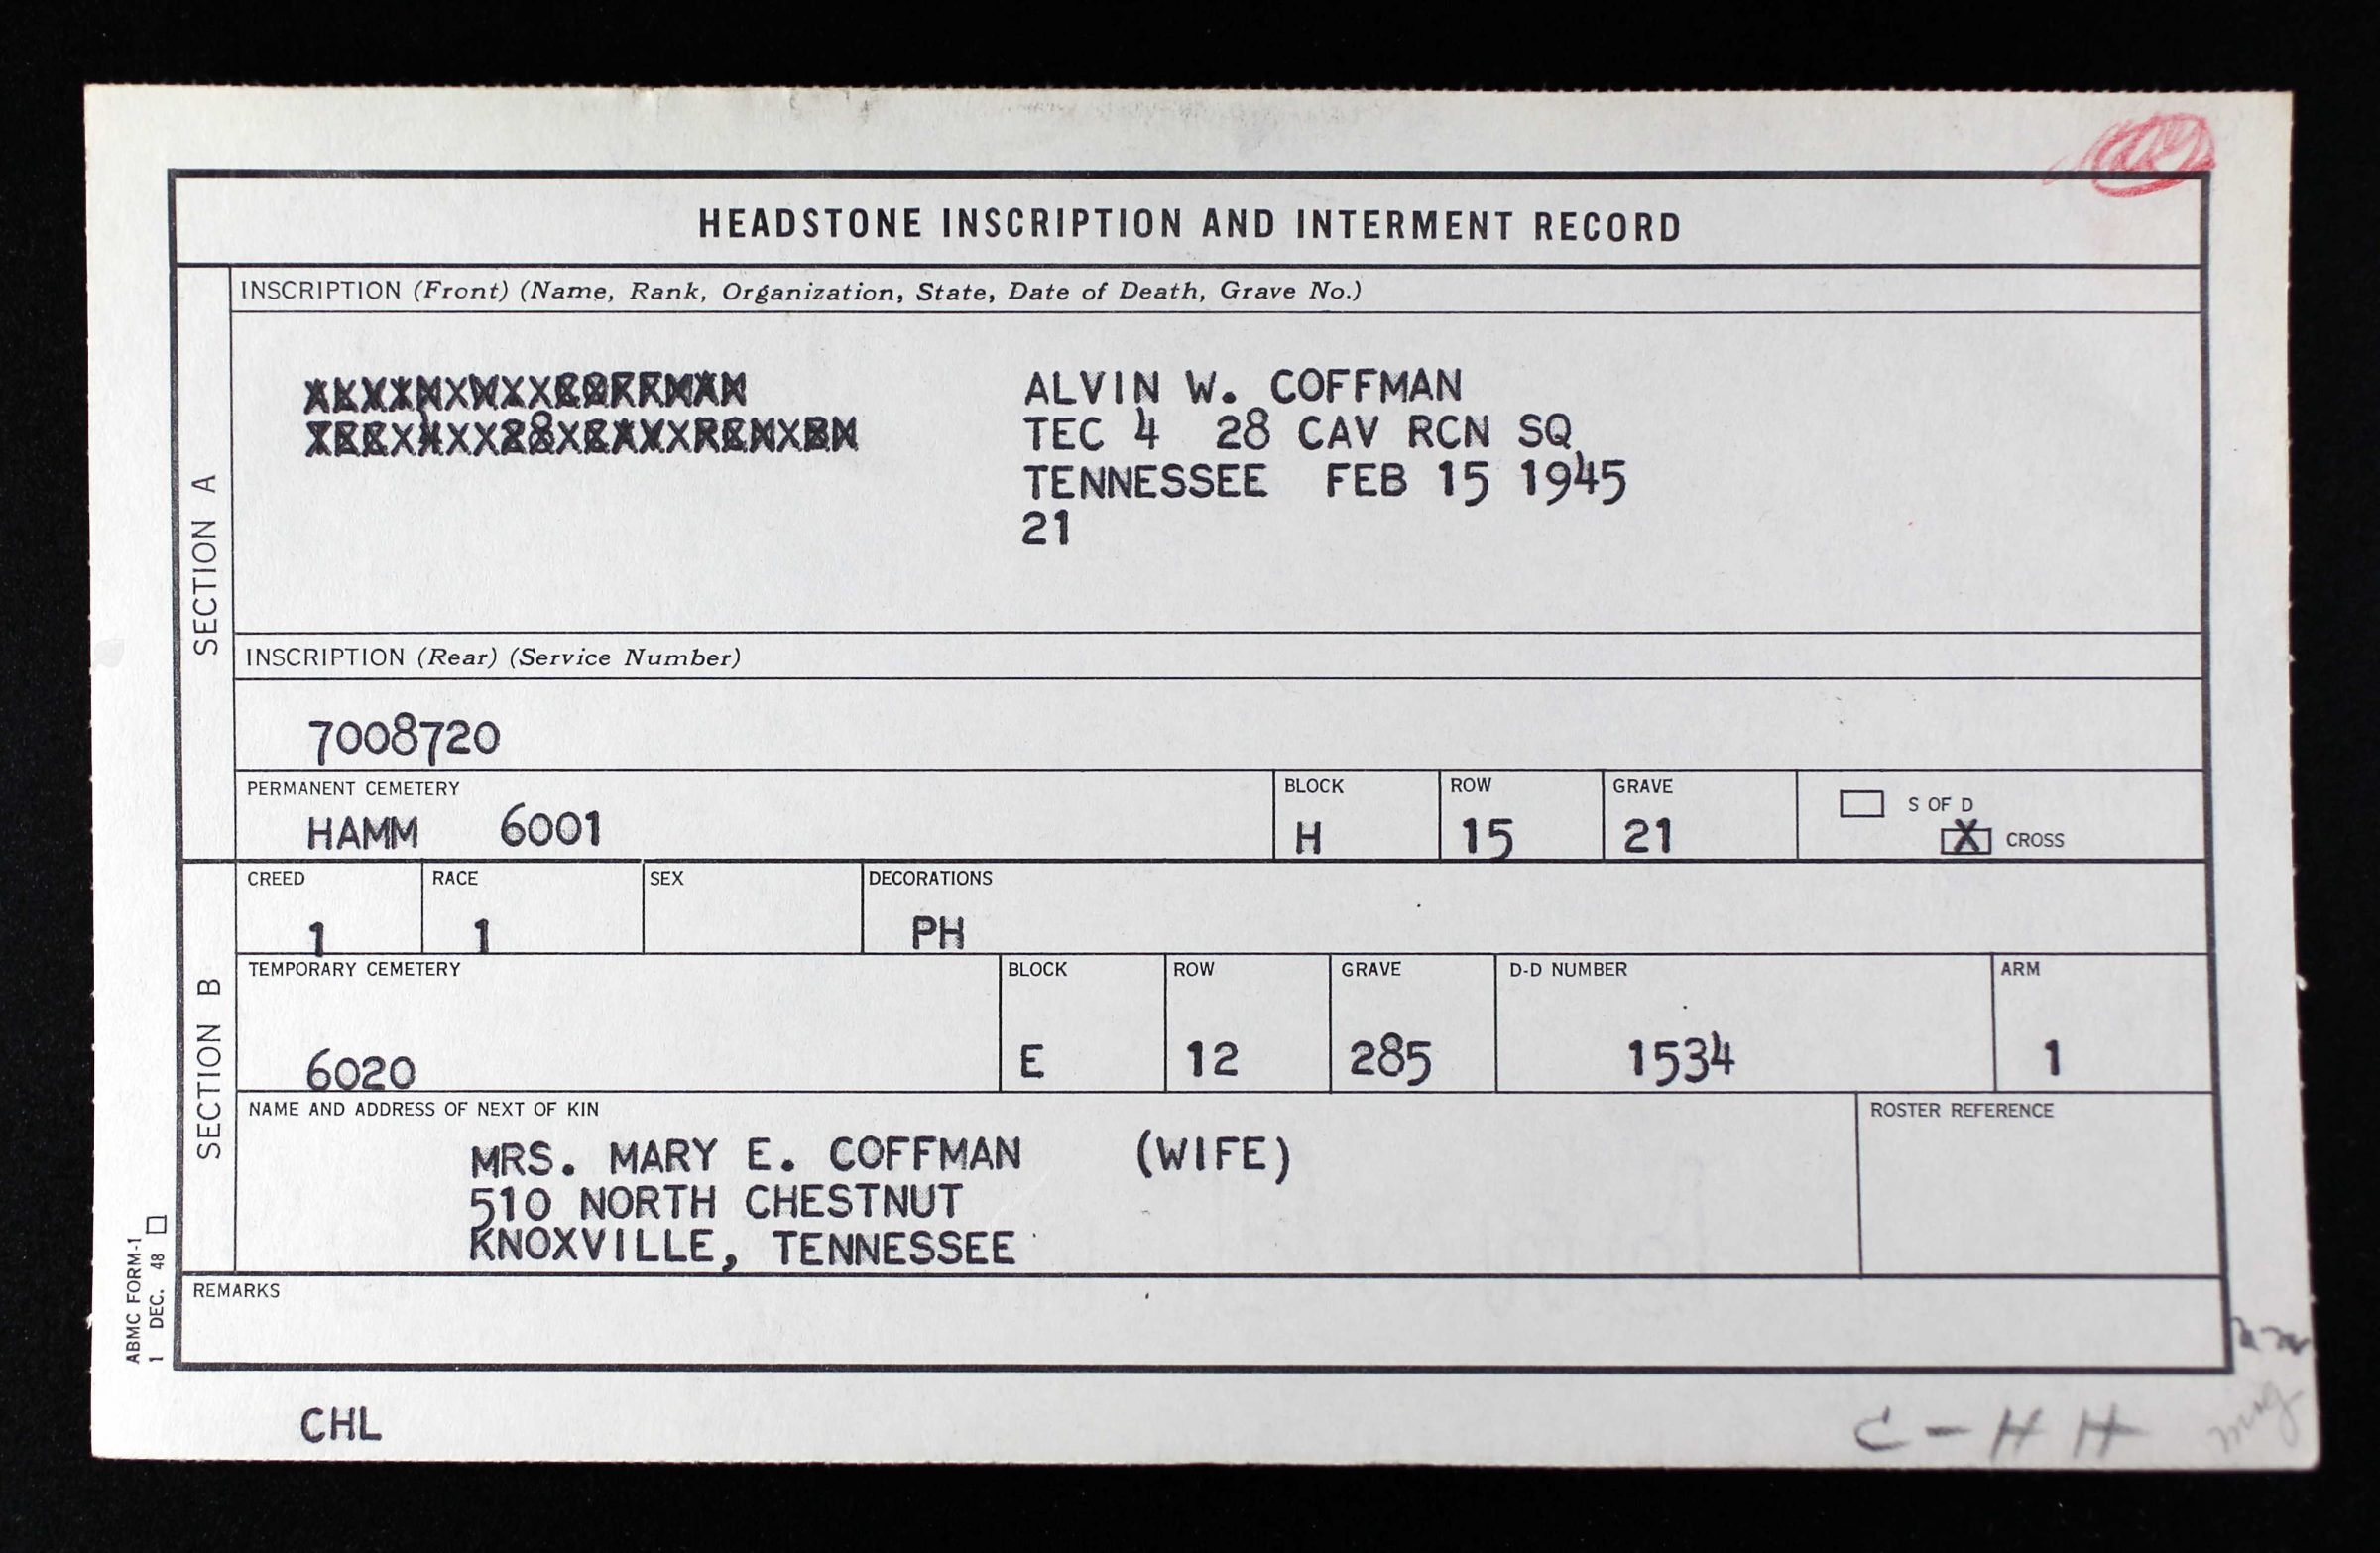 HEADSTONE INSCRIPTION AND INTERMENT RECORD
SECTION A
INSCRIPTION (Front) (Name, Rank, Organization, State, Date of Death, Grave No.)
ALVIN W. COFFMAN
TEC 4 28 CAV RCN SQ
TENNESSEE FEB 15 1945
21
INSCRIPTION (Rear) (Service Number)
7008720
PERMANENT CEMETERY BLOCK ROW GRAVE
HAMM 6001 H 15 21
S OF D
X CROSS
SECTION B
CREED RACE SEX DECORATIONS
1 1 PH
TEMPORARY CEMETERY BLOCK ROW GRAVE D-D NUMBER ARM
6020 E 12 285 1534 1
NAME AND ADDRESS OF NEXT OF KIN ROSTER REFERENCE
MRS. MARY E. COFFMAN (WIFE)
510 NORTH CHESTNUT
KNOXVILLE, TENNESSEE
REMARKS
ABMC FORM-1
1 DEC. 48
CHL
C - H H